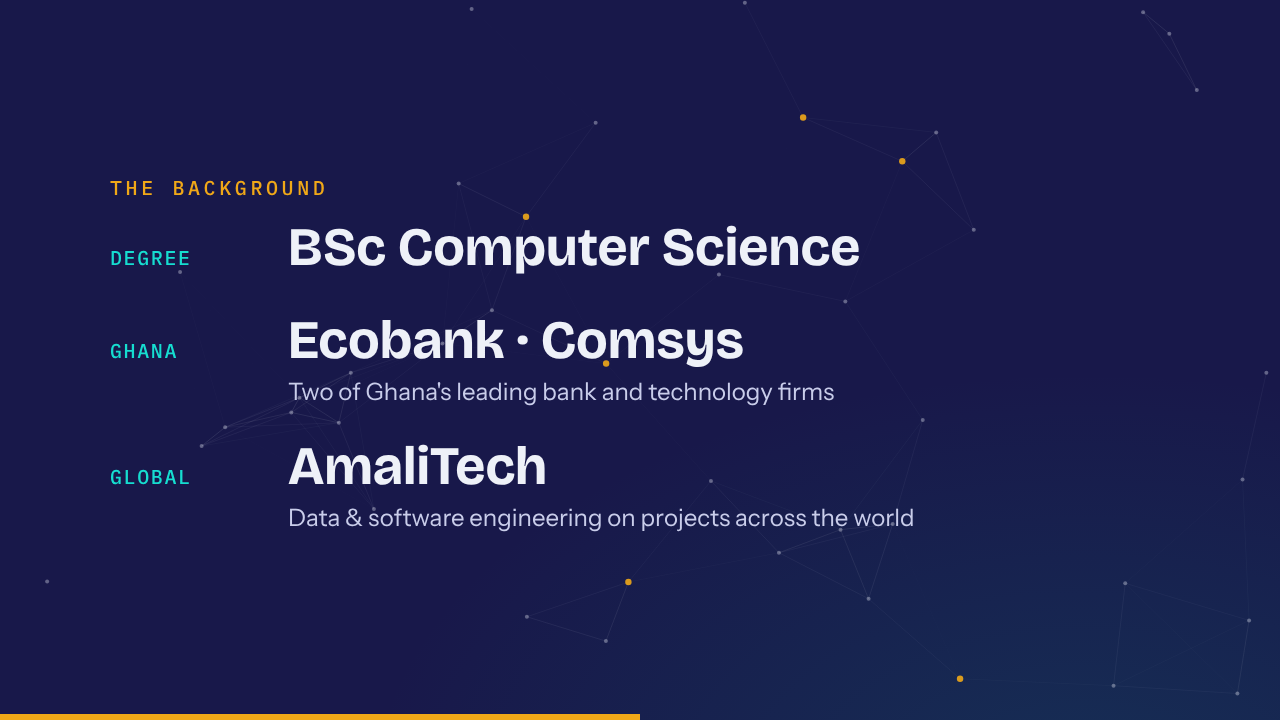 THE BACKGROUND
DEGREE BSc Computer Science
GHANA Ecobank · Comsys
Two of Ghana's leading bank and technology firms
GLOBAL AmaliTech
Data & software engineering on projects across the world